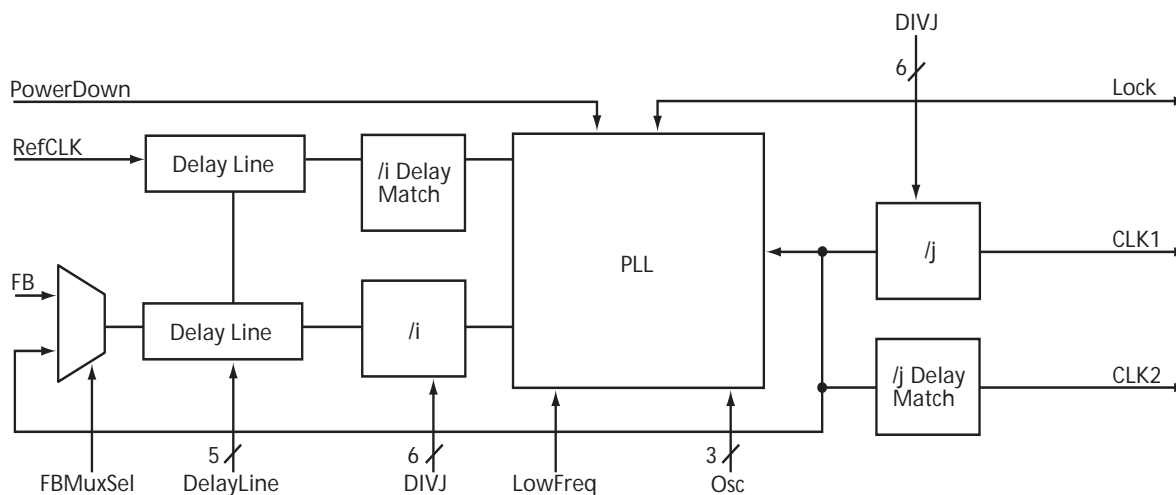 DIVJ
6
PowerDown
Lock
RefCLK
Delay Line
/i Delay
Match
/j
CLK1
PLL
FB
Delay Line
/i
/j Delay
Match
CLK2
5
6
3
FBMuxSel
DelayLine
DIVJ
LowFreq
Osc